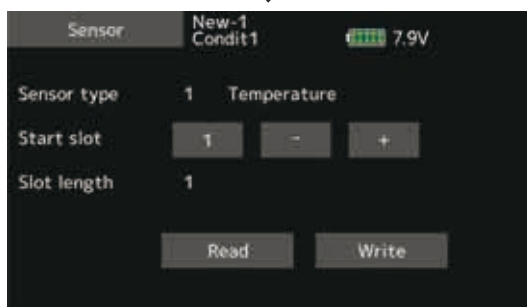 Sensor New-1 7.9V
Condit1
Sensor type 1 Temperature
Start slot 1 - +
Slot length 1
Read Write